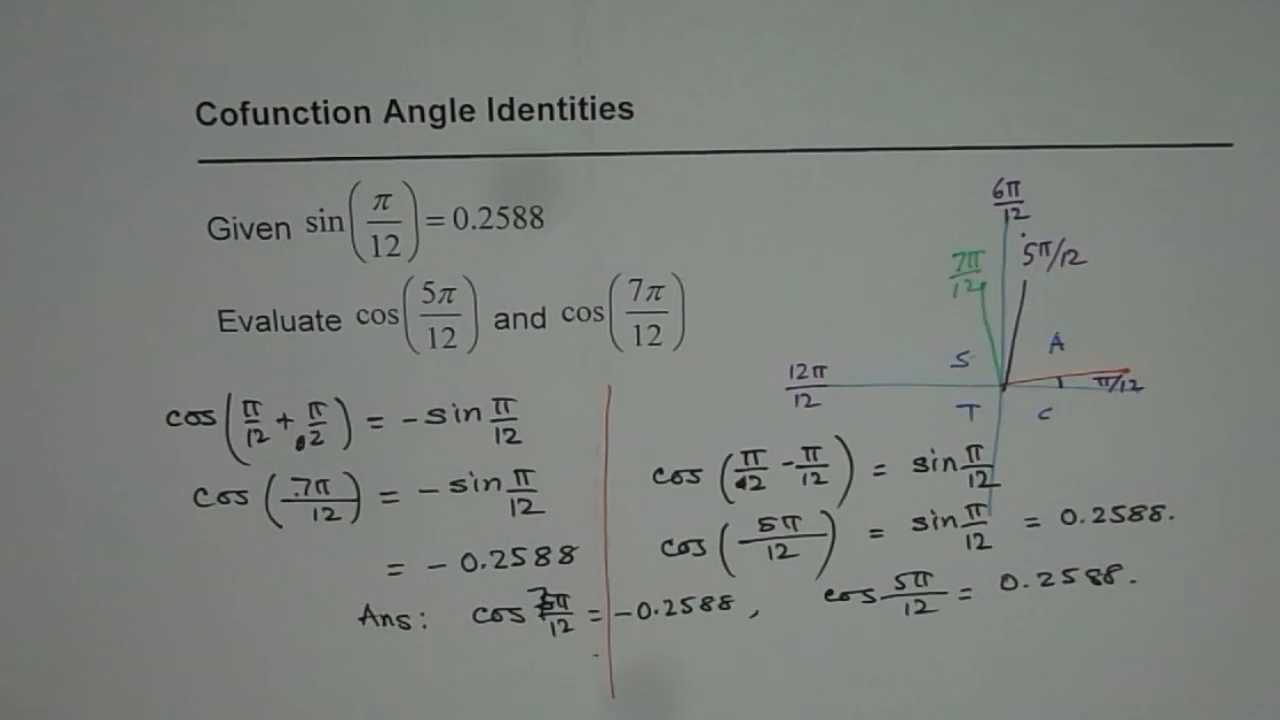 Cofunction Angle Identities
Given sin(π/12) = 0.2588
Evaluate cos(5π/12) and cos(7π/12)
6π/12
7π/12
5π/12
S
A
12π/12
π/12
T
C
cos(π/12 + π/2) = -sin π/12
cos(7π/12) = -sin π/12
= -0.2588
cos(π/2 - π/12) = sin π/12
cos(5π/12) = sin π/12 = 0.2588.
Ans: cos 7π/12 = -0.2588, cos 5π/12 = 0.2588.